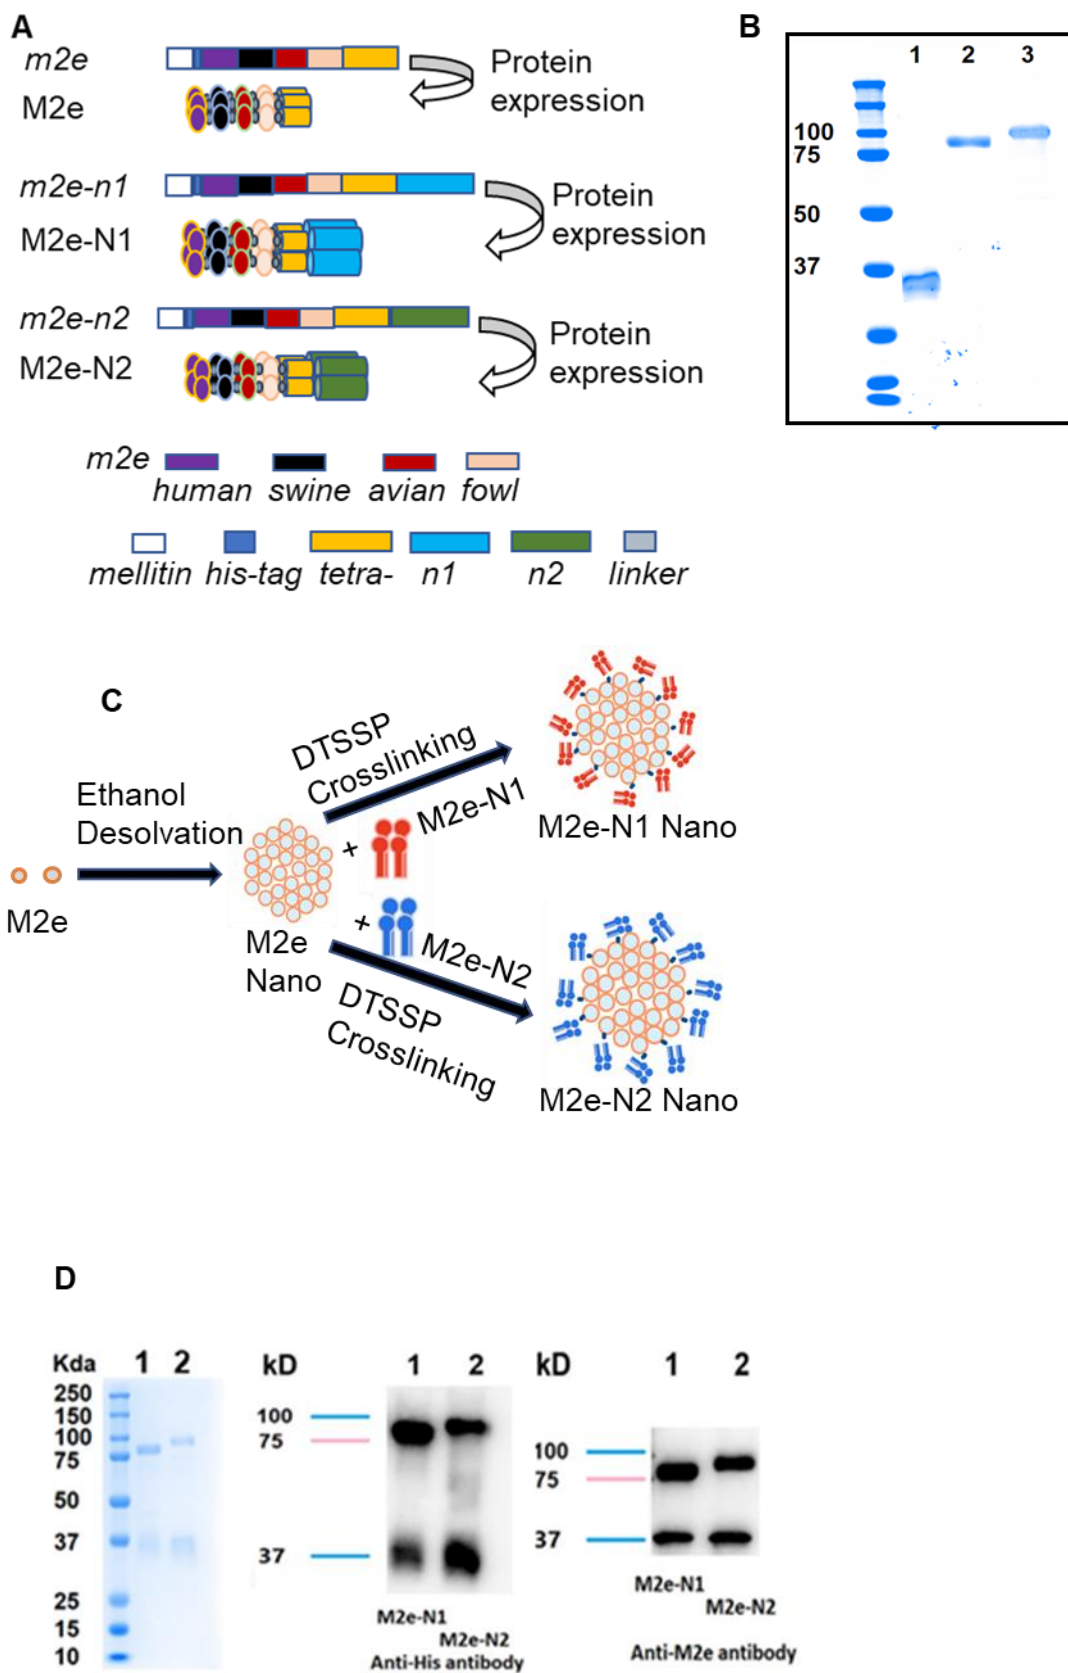 A
m2e
M2e
Protein
expression
m2e-n1
M2e-N1
Protein
expression
m2e-n2
M2e-N2
Protein
expression
m2e
human swine avian fowl
mellitin his-tag tetra- n1 n2 linker
B
1 2 3
100
75
50
37
C
Ethanol
Desolvation
M2e
M2e
Nano
DTSSP
Crosslinking
+ M2e-N1
M2e-N1 Nano
+ M2e-N2
DTSSP
Crosslinking
M2e-N2 Nano
D
Kda 1 2
250
150
100
75
50
37
25
15
10
kD 1 2
100
75
37
M2e-N1
M2e-N2
Anti-His antibody
kD 1 2
100
75
37
M2e-N1
M2e-N2
Anti-M2e antibody